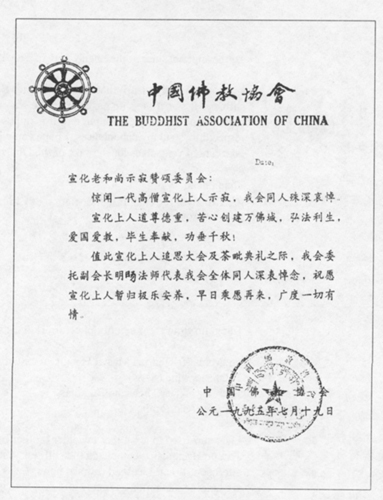 中國佛教協會
THE BUDDHIST ASSOCIATION OF CHINA
Date,
宣化老和尚示寂赞颂委员会：
惊闻一代高僧宣化上人示寂，我会同人殊深哀悼。
宣化上人道尊德重，苦心创建万佛城，弘法利生，
爱国爱教，毕生奉献，功垂千秋！
值此宣化上人追思大会及荼毗典礼之际，我会委
托副会长明旸法师代表我会全体同人深表悼念，祝愿
宣化上人暂归极乐安养，早日乘愿再来，广度一切有
情。
中国佛教协会
公元一九九五年七月十九日